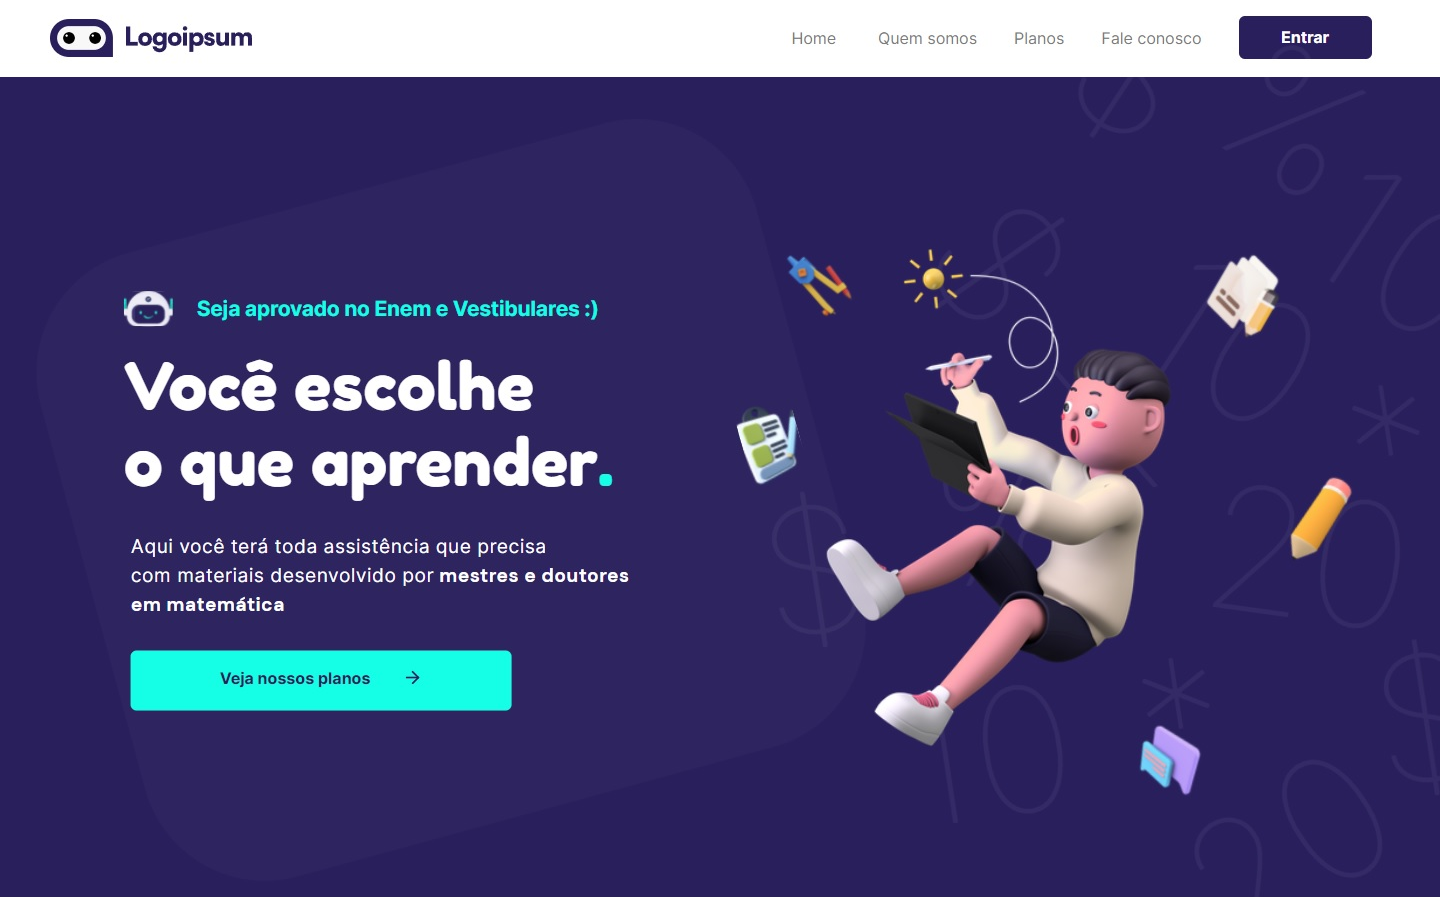 Logoipsum
Home Quem somos Planos Fale conosco Entrar
Seja aprovado no Enem e Vestibulares :)
Você escolhe
o que aprender.
Aqui você terá toda assistência que precisa
com materiais desenvolvido por mestres e doutores
em matemática
Veja nossos planos →